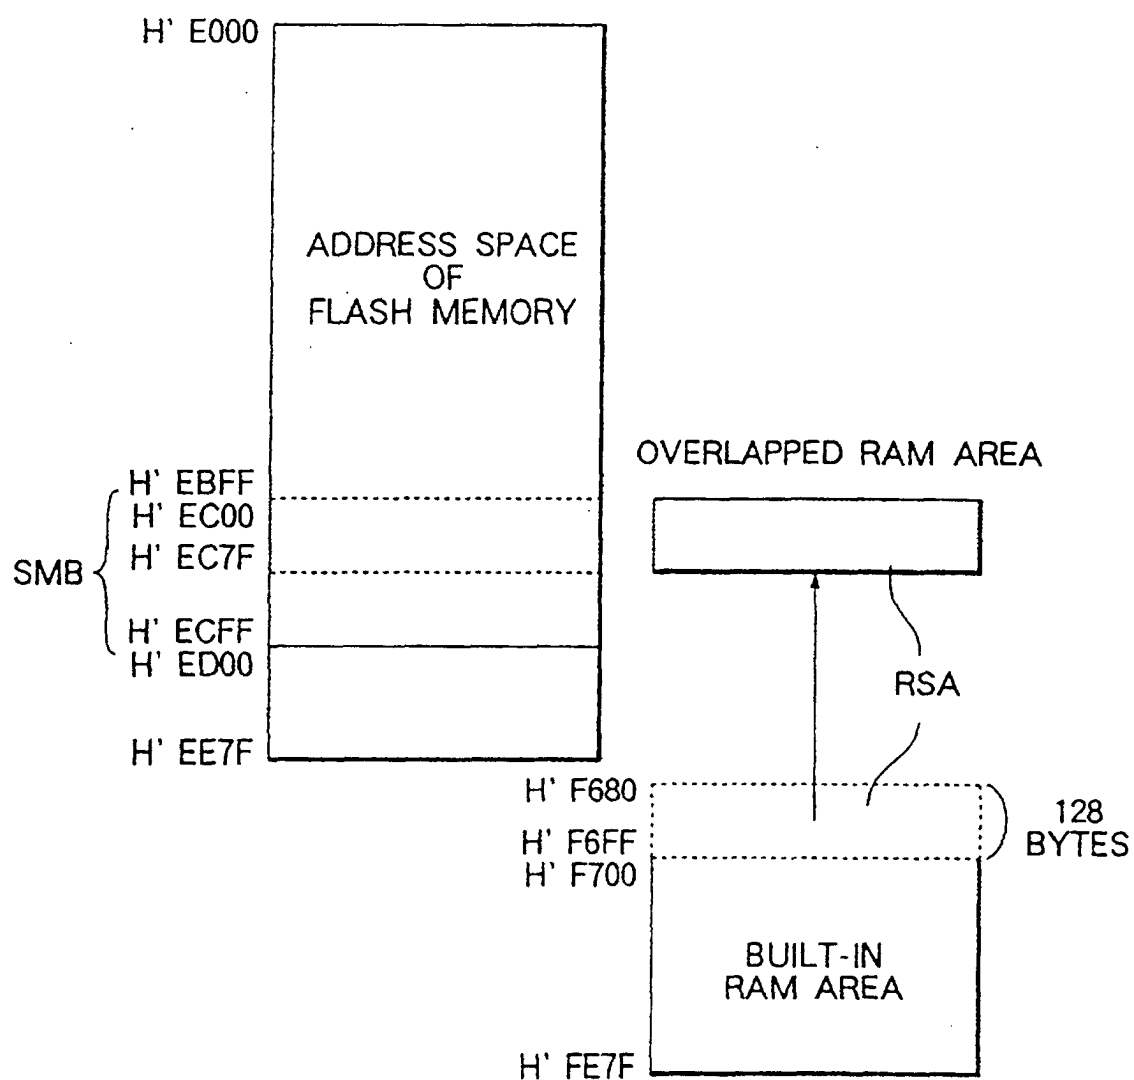 H' E000
ADDRESS SPACE
OF
FLASH MEMORY
OVERLAPPED RAM AREA
H' EBFF
H' EC00
H' EC7F
SMB
H' ECFF
H' ED00
RSA
H' EE7F
H' F680
H' F6FF
H' F700
128
BYTES
BUILT-IN
RAM AREA
H' FE7F